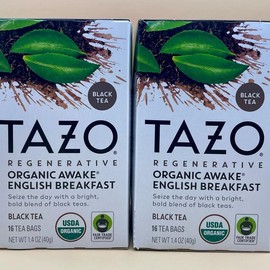 BLACK
TEA
TAZO®
REGENERATIVE
ORGANIC AWAKE®
ENGLISH BREAKFAST
Seize the day with a bright,
bold blend of black teas.
BLACK TEA
16 TEA BAGS
NET WT 1.4 OZ (40g)
USDA
ORGANIC
FAIR TRADE
CERTIFIED
BLACK
TEA
TAZO®
REGENERATIVE
ORGANIC AWAKE®
ENGLISH BREAKFAST
Seize the day with a bright,
bold blend of black teas.
BLACK TEA
16 TEA BAGS
NET WT 1.4 OZ (40g)
USDA
ORGANIC
FAIR TRADE
CERTIFIED